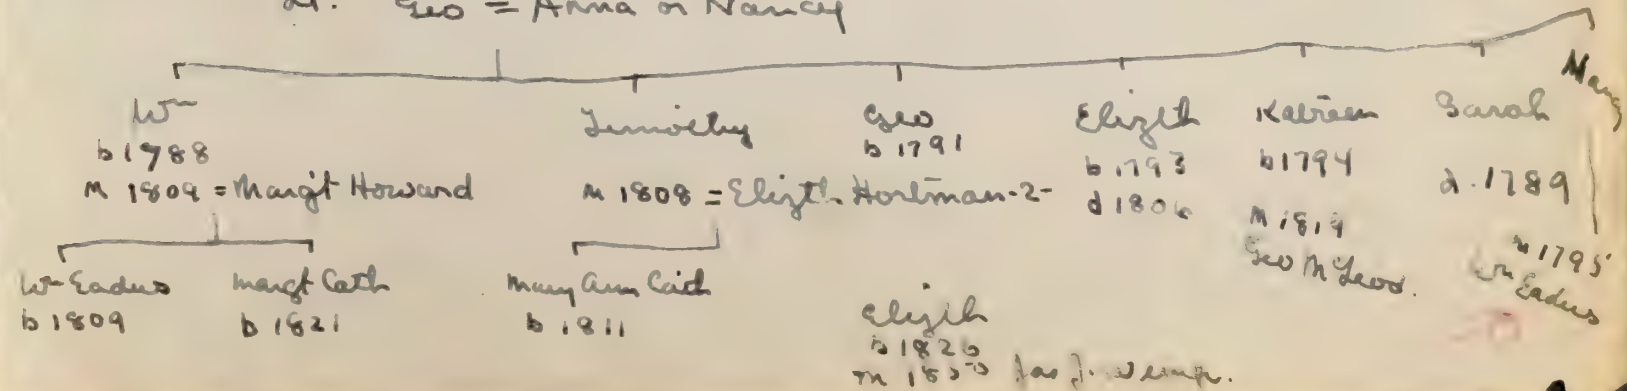 Geo = Anna or Nancy
Wm
b 1788
m 1809 = Margt Howard
Timothy
m 1808 = Elizth Hortman-2-
Geo
b 1791
Elizth
b 1793
d 1806
b 1794
m 1819
Geo McLeod.
Sarah
d. 1789
Mary
m 1795
Wm Eadus
Wm Eadus
b 1809
Margt Cath
b 1821
Mary Ann Cath
b 1811
Elizth
b 1826
m